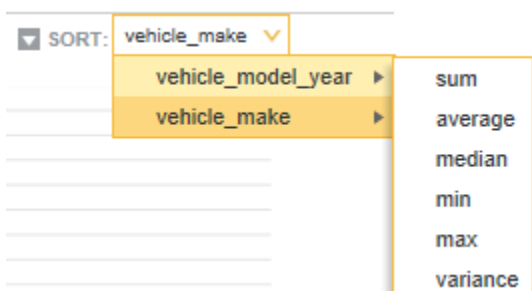 SORT: vehicle_make
vehicle_model_year
vehicle_make
sum
average
median
min
max
variance